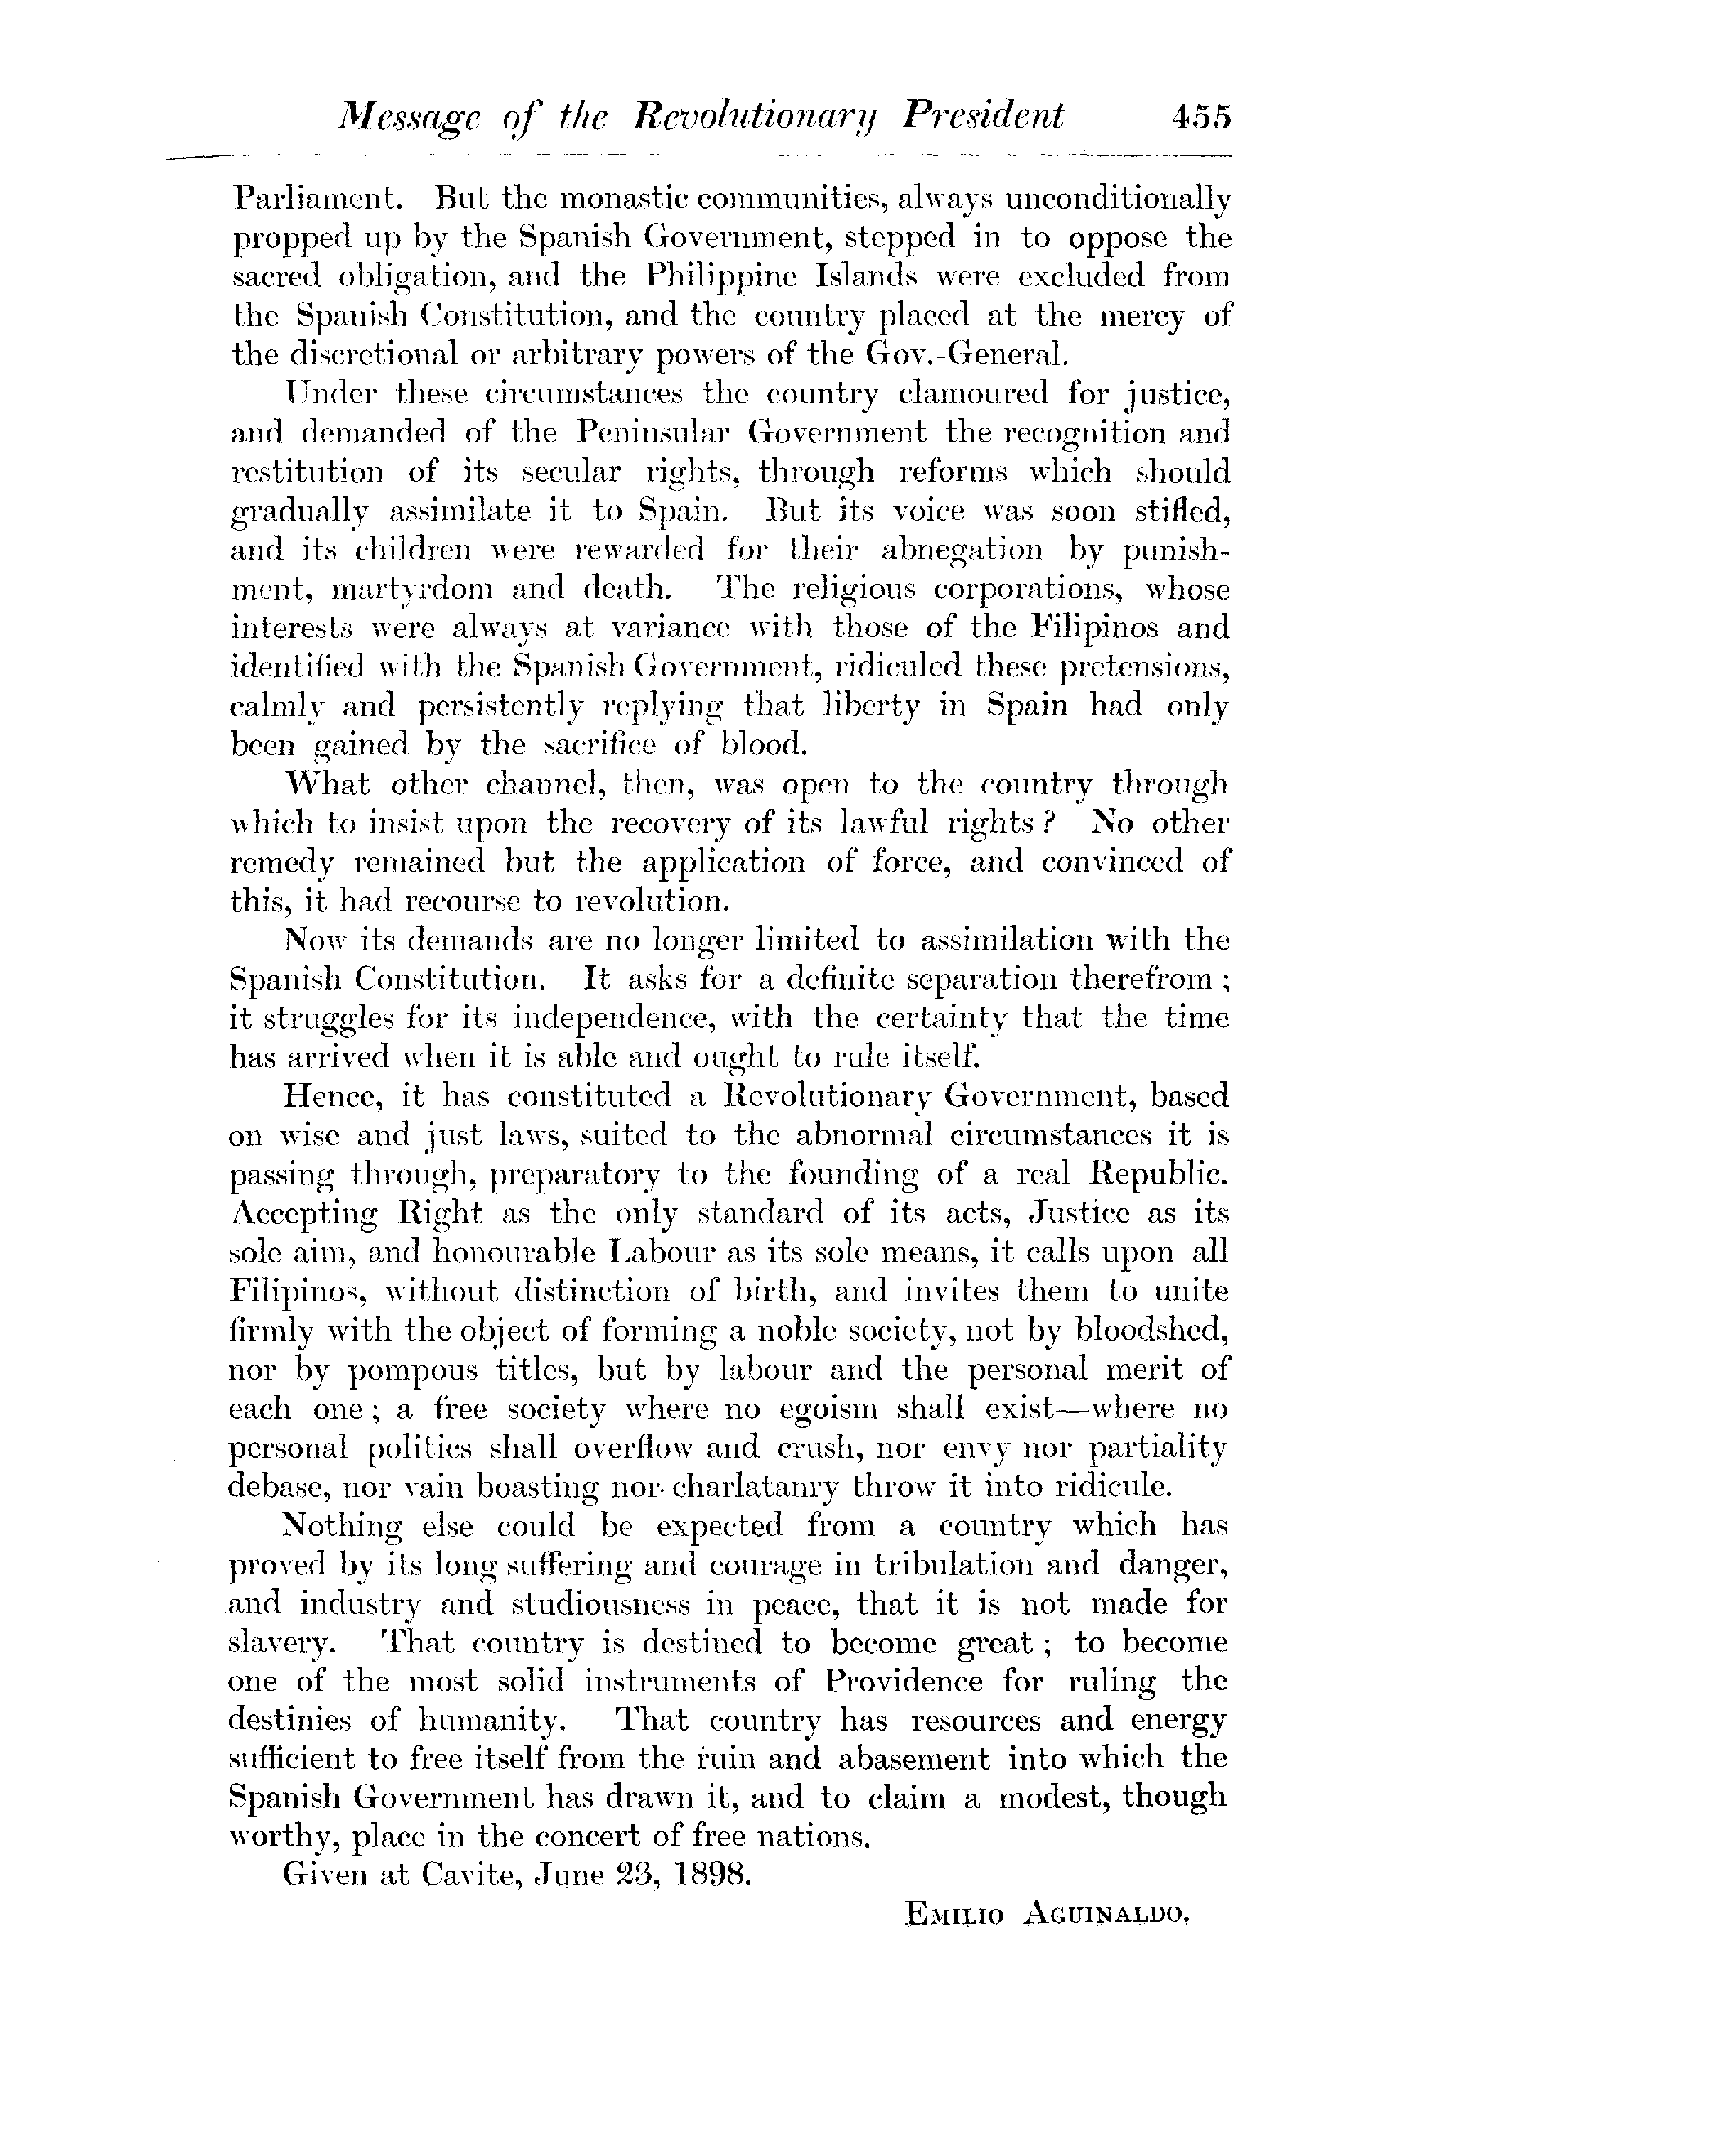 Message of the Revolutionary President 455
Parliament. But the monastic communities, always unconditionally
propped up by the Spanish Government, stepped in to oppose the
sacred obligation, and the Philippine Islands were excluded from
the Spanish Constitution, and the country placed at the mercy of
the discretional or arbitrary powers of the Gov.-General.
Under these circumstances the country clamoured for justice,
and demanded of the Peninsular Government the recognition and
restitution of its secular rights, through reforms which should
gradually assimilate it to Spain. But its voice was soon stifled,
and its children were rewarded for their abnegation by punish-
ment, martyrdom and death. The religious corporations, whose
interests were always at variance with those of the Filipinos and
identified with the Spanish Government, ridiculed these pretensions,
calmly and persistently replying that liberty in Spain had only
been gained by the sacrifice of blood.
What other channel, then, was open to the country through
which to insist upon the recovery of its lawful rights ? No other
remedy remained but the application of force, and convinced of
this, it had recourse to revolution.
Now its demands are no longer limited to assimilation with the
Spanish Constitution. It asks for a definite separation therefrom ;
it struggles for its independence, with the certainty that the time
has arrived when it is able and ought to rule itself.
Hence, it has constituted a Revolutionary Government, based
on wise and just laws, suited to the abnormal circumstances it is
passing through, preparatory to the founding of a real Republic.
Accepting Right as the only standard of its acts, Justice as its
sole aim, and honourable Labour as its sole means, it calls upon all
Filipinos, without distinction of birth, and invites them to unite
firmly with the object of forming a noble society, not by bloodshed,
nor by pompous titles, but by labour and the personal merit of
each one ; a free society where no egoism shall exist—where no
personal politics shall overflow and crush, nor envy nor partiality
debase, nor vain boasting nor charlatanry throw it into ridicule.
Nothing else could be expected from a country which has
proved by its long suffering and courage in tribulation and danger,
and industry and studiousness in peace, that it is not made for
slavery. That country is destined to become great ; to become
one of the most solid instruments of Providence for ruling the
destinies of humanity. That country has resources and energy
sufficient to free itself from the ruin and abasement into which the
Spanish Government has drawn it, and to claim a modest, though
worthy, place in the concert of free nations.
Given at Cavite, June 23, 1898.
EMILIO AGUINALDO.